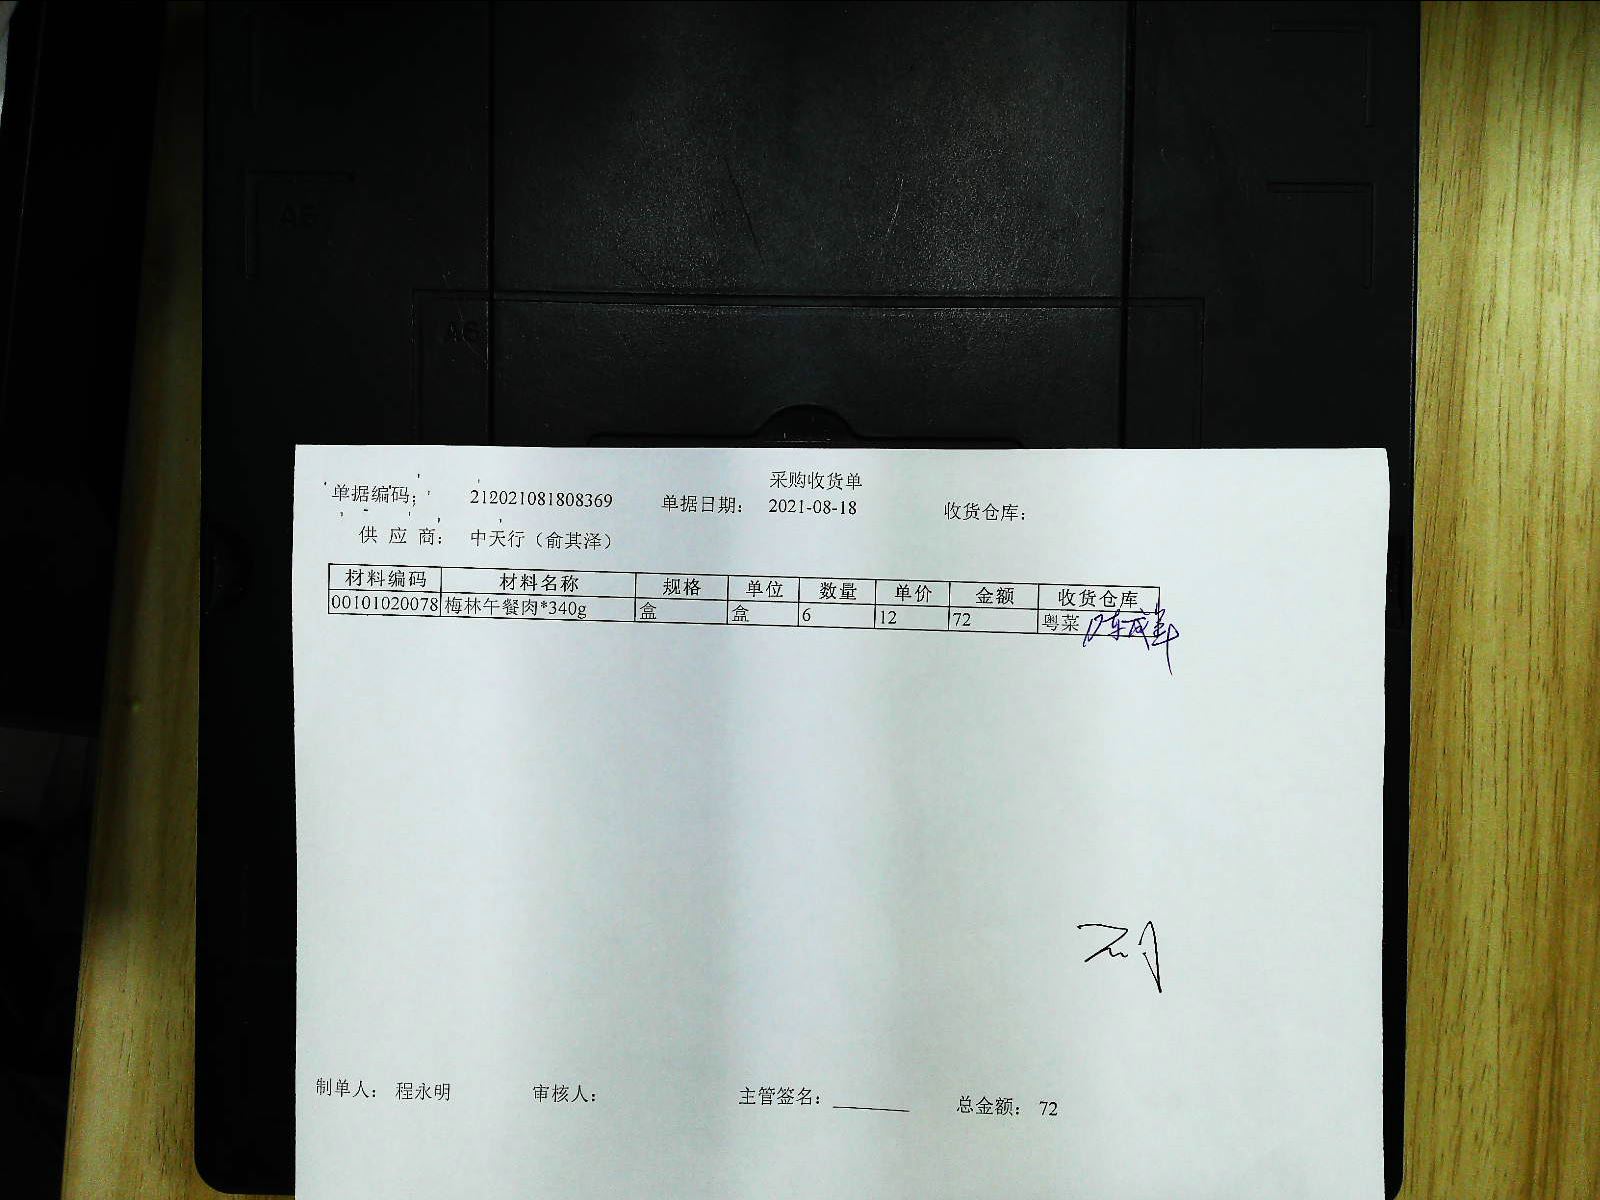 采购收货单
单据编码: 212021081808369 单据日期: 2021-08-18 收货仓库:
供 应 商: 中天行（俞其泽）
材料编码 材料名称 规格 单位 数量 单价 金额 收货仓库
00101020078 梅林午餐肉*340g 盒 盒 6 12 72 粤菜
制单人: 程永明 审核人: 主管签名: 总金额: 72
A5
A6